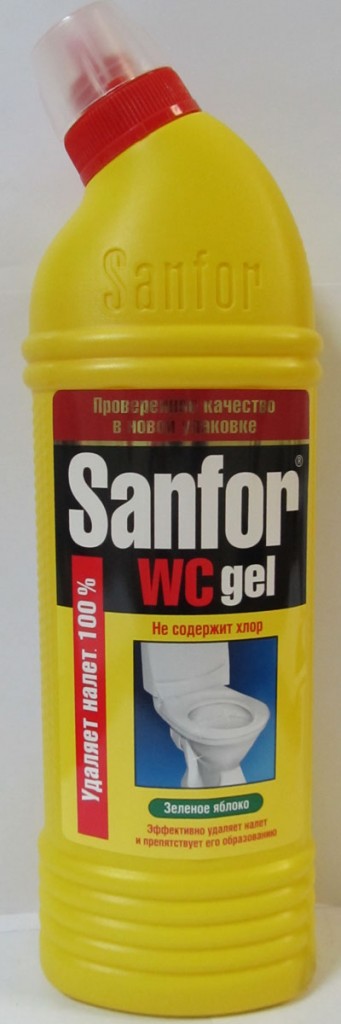 Sanfor
Проверенное качество
в новой упаковке
Sanfor®
WC gel
Удаляет налет. 100 %
Не содержит хлор
Зеленое яблоко
Эффективно удаляет налет
и препятствует его образованию